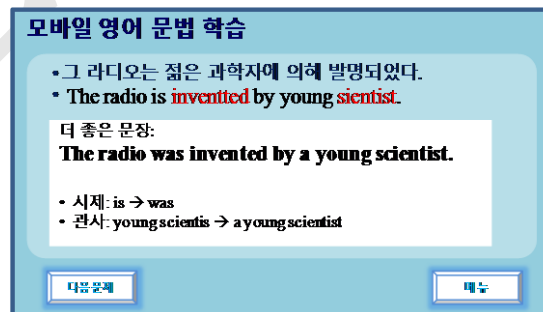 모바일 영어 문법 학습
•그 라디오는 젊은 과학자에 의해 발명되었다.
• The radio is inventted by young sientist.
더 좋은 문장:
The radio was invented by a young scientist.
• 시제: is → was
• 관사: young scientis → a young scientist
다음문제
메뉴